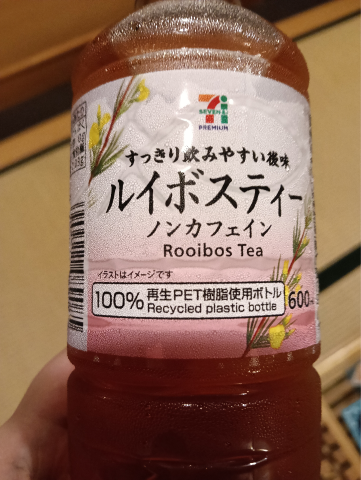 SEVEN & i
PREMIUM
すっきり飲みやすい後味
ルイボスティー
ノンカフェイン
Rooibos Tea
イラストはイメージです
100% 再生PET樹脂使用ボトル
Recycled plastic bottle
600